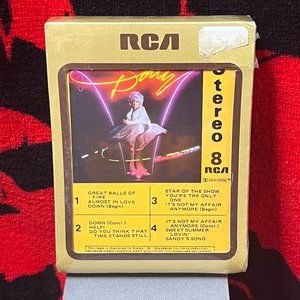 RCA
Dolly
Stereo 8
RCA
1 GREAT BALLS OF
FIRE
ALMOST IN LOVE
DOWN (Begin)
3 STAR OF THE SHOW
YOU'RE THE ONLY
ONE
IT'S NOT MY AFFAIR
ANYMORE (Begin)
2 DOWN (Concl.)
HELP!
DO YOU THINK THAT
TIME STANDS STILL
4 IT'S NOT MY AFFAIR
ANYMORE (Concl.)
SWEET SUMMER
LOVIN'
SANDY'S SONG